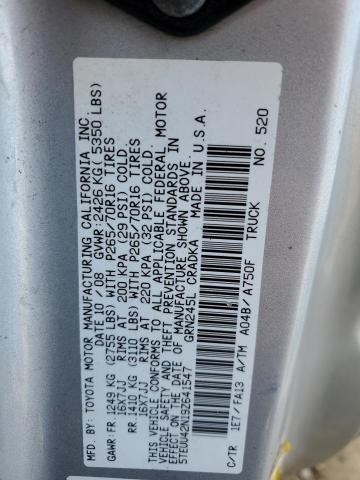 MFD.BY: TOYOTA MOTOR MANUFACTURING CALIFORNIA, INC.
DATE 10 / 08 GVWR: 2426 KG( 5350 LBS)
GAWR:FR.1249 KG (2755 LBS) WITH P265/70R16 TIRES
16X7JJ RIMS AT 200 KPA (29 PSI) COLD.
RR.1410 KG (3110 LBS) WITH P265/70R16 TIRES
16X7JJ RIMS AT 220 KPA (32 PSI) COLD.
THIS VEHICLE CONFORMS TO ALL APPLICABLE FEDERAL MOTOR
VEHICLE SAFETY AND THEFT PREVENTION STANDARDS IN
EFFECT ON THE DATE OF MANUFACTURE SHOWN ABOVE.
5TEUU42N19Z641547 GRN245L CRADKA MADE IN U.S.A.
TRUCK NO. 520
C/TR 1E7/FA13 A/TM A04B/A750F